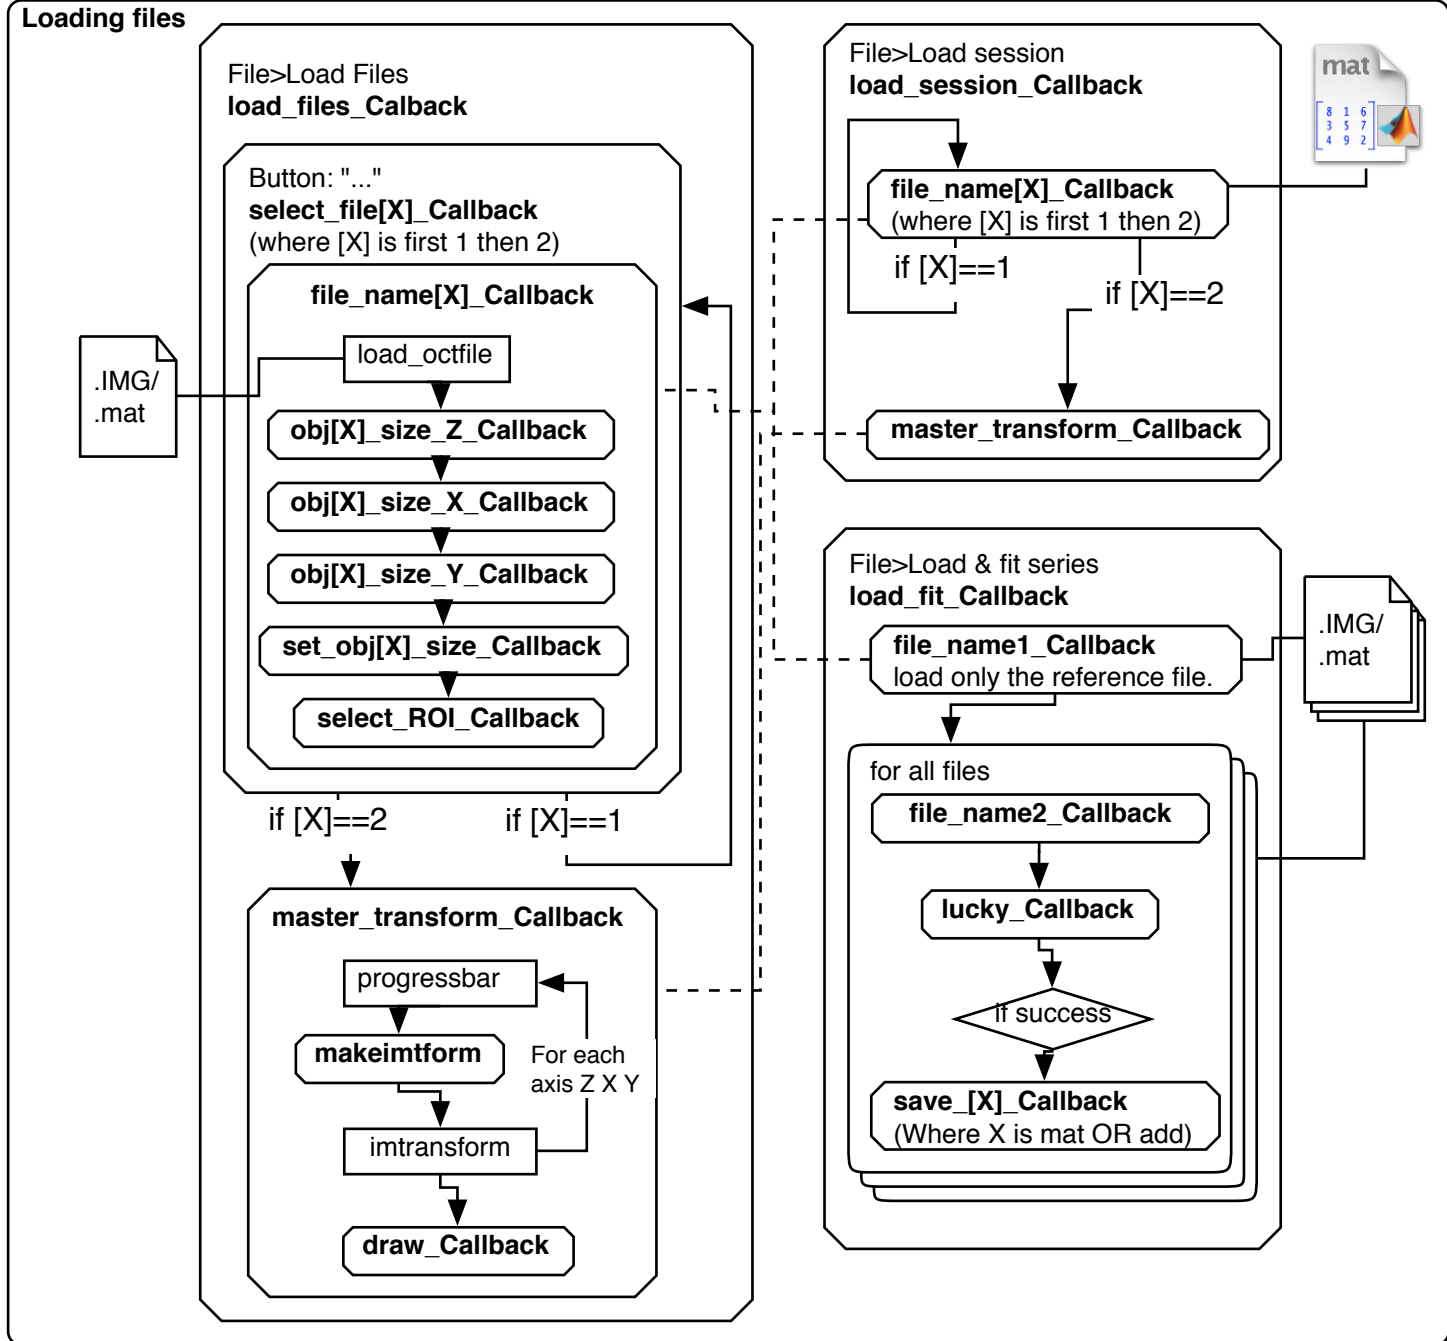 Loading files
File>Load Files
load_files_Calback
Button: "..."
select_file[X]_Callback
(where [X] is first 1 then 2)
file_name[X]_Callback
load_octfile
.IMG/
.mat
obj[X]_size_Z_Callback
obj[X]_size_X_Callback
obj[X]_size_Y_Callback
set_obj[X]_size_Callback
select_ROI_Callback
if [X]==2
if [X]==1
master_transform_Callback
progressbar
makeimtform
For each
axis Z X Y
imtransform
draw_Callback
File>Load session
load_session_Callback
file_name[X]_Callback
(where [X] is first 1 then 2)
if [X]==1
if [X]==2
master_transform_Callback
mat
8 1 6
3 5 7
4 9 2
File>Load & fit series
load_fit_Callback
file_name1_Callback
load only the reference file.
.IMG/
.mat
for all files
file_name2_Callback
lucky_Callback
if success
save_[X]_Callback
(Where X is mat OR add)